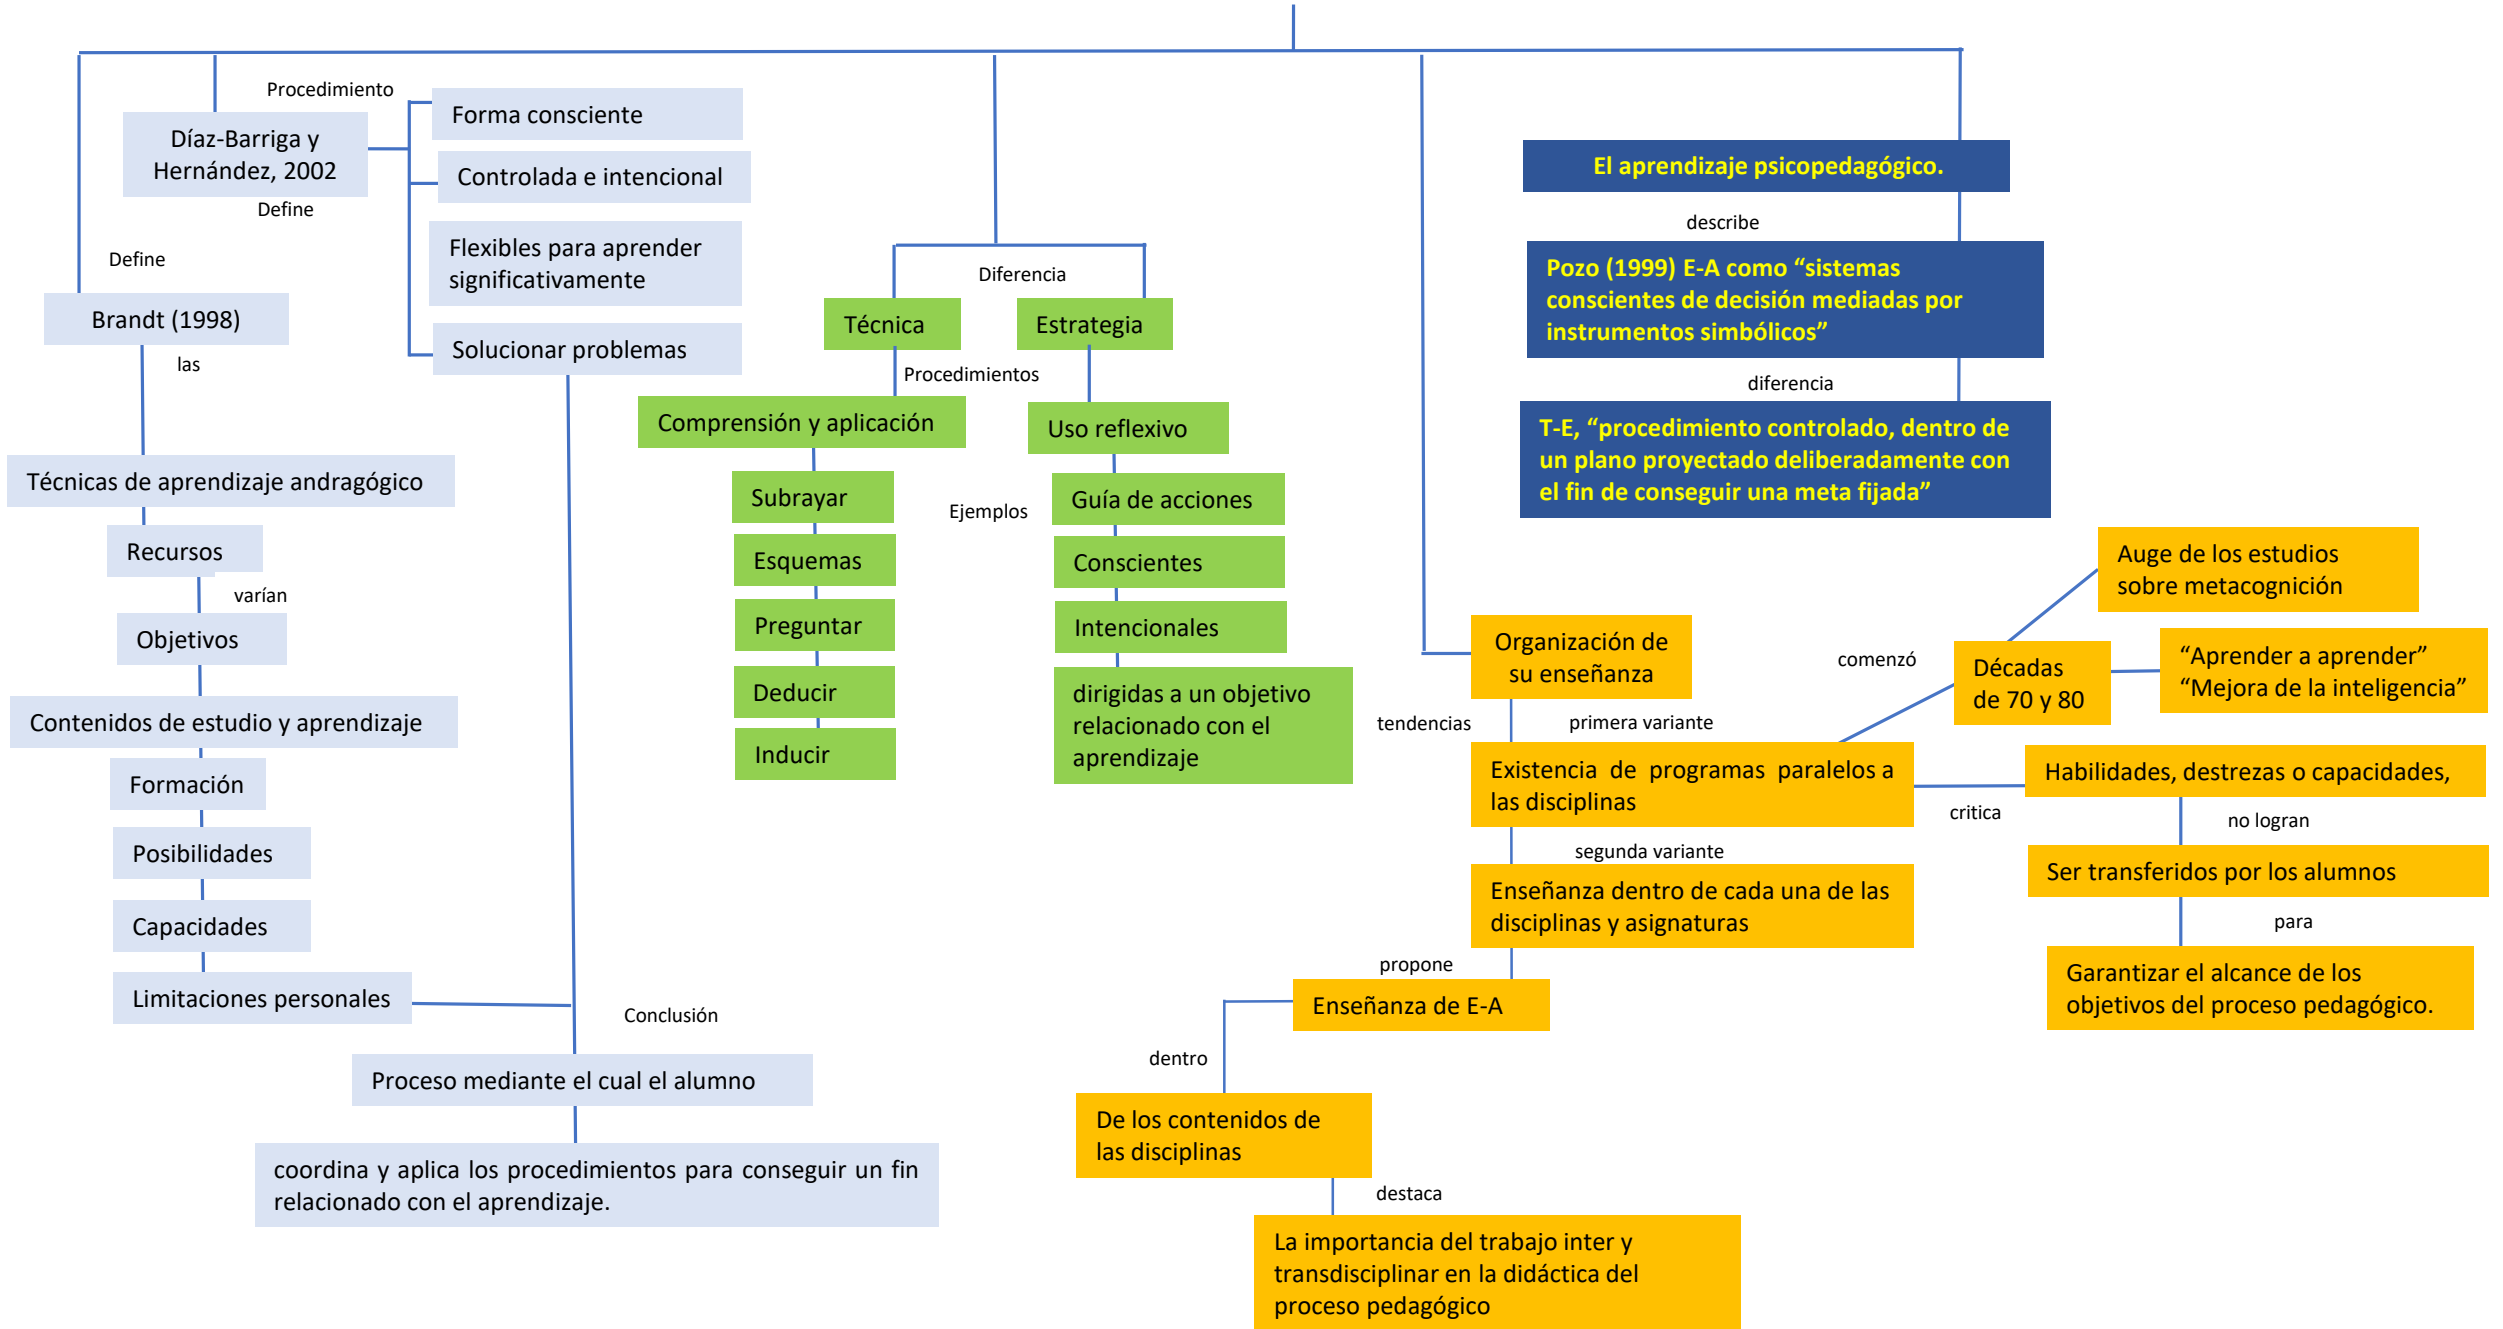 Procedimiento
Díaz-Barriga y
Hernández, 2002
Define
Forma consciente
Controlada e intencional
Flexibles para aprender
significativamente
Solucionar problemas
Define
Brandt (1998)
las
Técnicas de aprendizaje andragógico
Recursos
varían
Objetivos
Contenidos de estudio y aprendizaje
Formación
Posibilidades
Capacidades
Limitaciones personales
Conclusión
Proceso mediante el cual el alumno
coordina y aplica los procedimientos para conseguir un fin
relacionado con el aprendizaje.
Diferencia
Técnica
Estrategia
Procedimientos
Comprensión y aplicación
Uso reflexivo
Ejemplos
Subrayar
Esquemas
Preguntar
Deducir
Inducir
Guía de acciones
Conscientes
Intencionales
dirigidas a un objetivo
relacionado con el
aprendizaje
El aprendizaje psicopedagógico.
describe
Pozo (1999) E-A como “sistemas
conscientes de decisión mediadas por
instrumentos simbólicos”
diferencia
T-E, “procedimiento controlado, dentro de
un plano proyectado deliberadamente con
el fin de conseguir una meta fijada”
Organización de
su enseñanza
tendencias
primera variante
Existencia de programas paralelos a
las disciplinas
comenzó
Décadas
de 70 y 80
Auge de los estudios
sobre metacognición
“Aprender a aprender”
“Mejora de la inteligencia”
critica
Habilidades, destrezas o capacidades,
no logran
Ser transferidos por los alumnos
para
Garantizar el alcance de los
objetivos del proceso pedagógico.
segunda variante
Enseñanza dentro de cada una de las
disciplinas y asignaturas
propone
Enseñanza de E-A
dentro
De los contenidos de
las disciplinas
destaca
La importancia del trabajo inter y
transdisciplinar en la didáctica del
proceso pedagógico